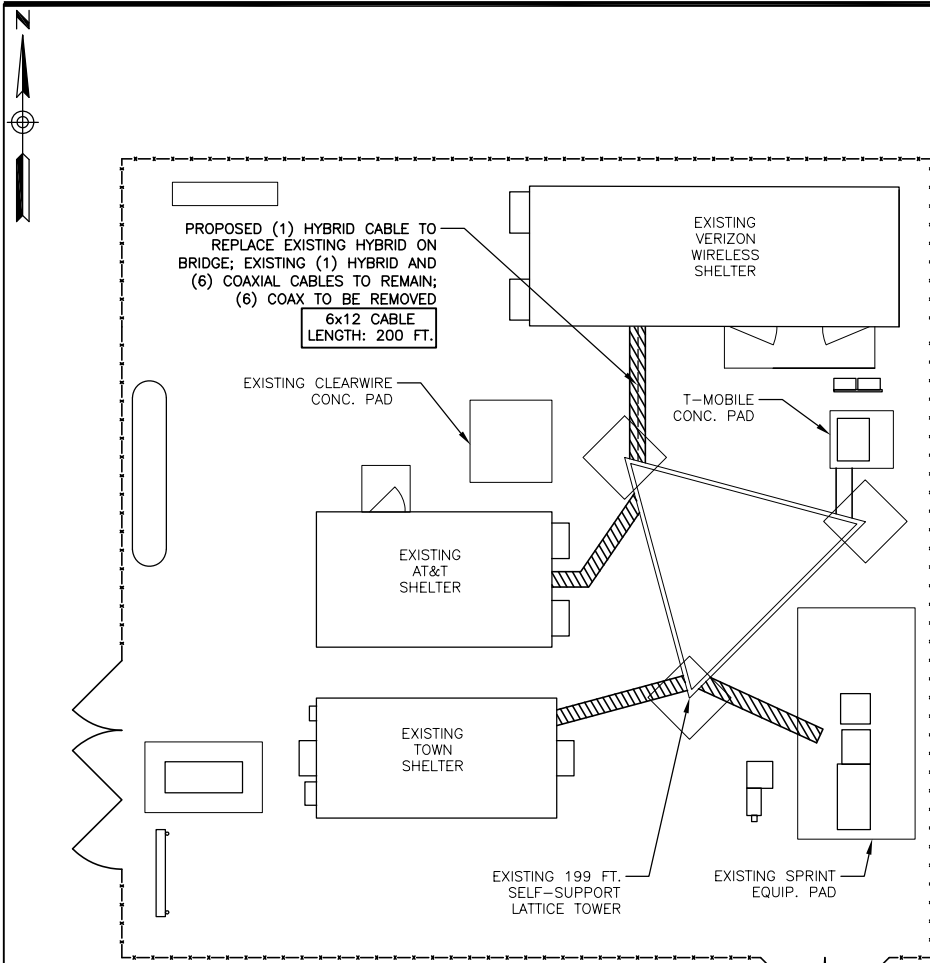 N
PROPOSED (1) HYBRID CABLE TO
REPLACE EXISTING HYBRID ON
BRIDGE; EXISTING (1) HYBRID AND
(6) COAXIAL CABLES TO REMAIN;
(6) COAX TO BE REMOVED
6x12 CABLE
LENGTH: 200 FT.
EXISTING
VERIZON
WIRELESS
SHELTER
EXISTING CLEARWIRE
CONC. PAD
T-MOBILE
CONC. PAD
EXISTING
AT&T
SHELTER
EXISTING
TOWN
SHELTER
EXISTING 199 FT.
SELF-SUPPORT
LATTICE TOWER
EXISTING SPRINT
EQUIP. PAD